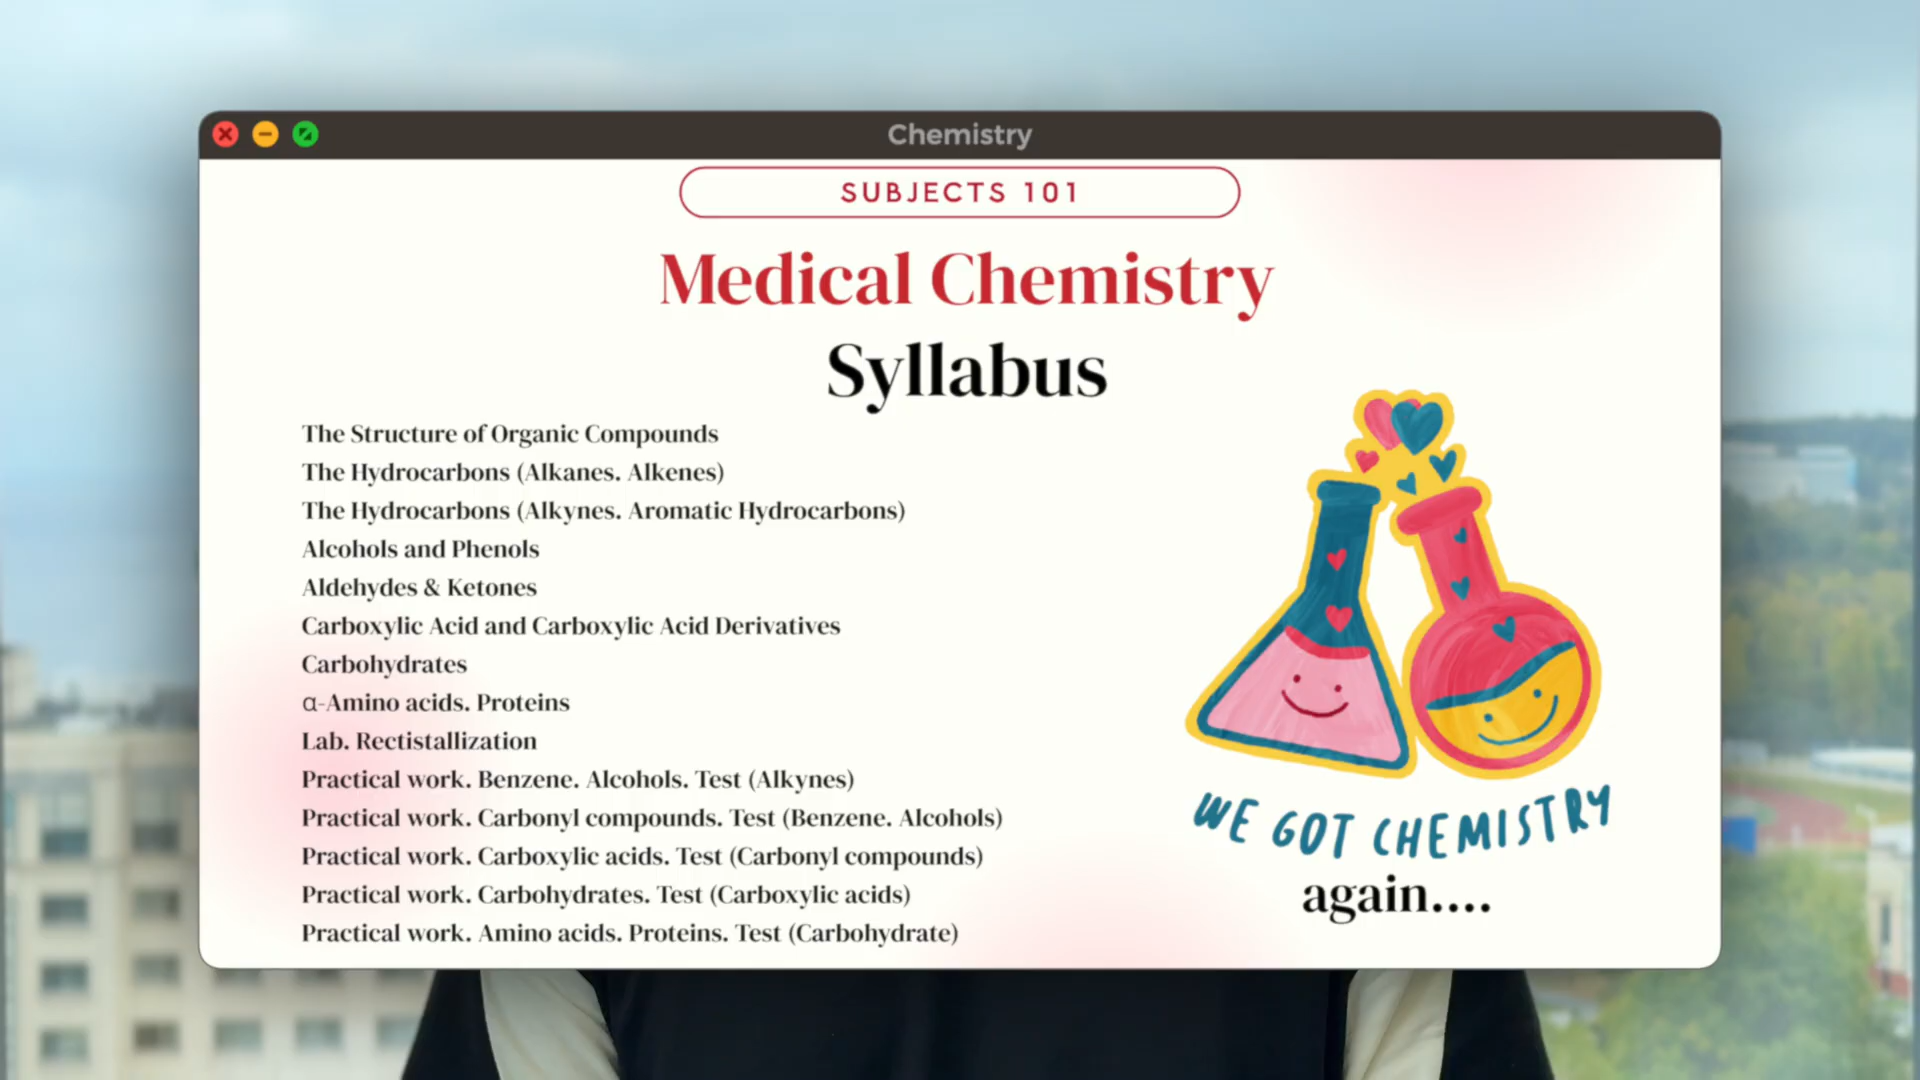 Chemistry
SUBJECTS 101
Medical Chemistry
Syllabus
The Structure of Organic Compounds
The Hydrocarbons (Alkanes. Alkenes)
The Hydrocarbons (Alkynes. Aromatic Hydrocarbons)
Alcohols and Phenols
Aldehydes & Ketones
Carboxylic Acid and Carboxylic Acid Derivatives
Carbohydrates
α-Amino acids. Proteins
Lab. Rectistallization
Practical work. Benzene. Alcohols. Test (Alkynes)
Practical work. Carbonyl compounds. Test (Benzene. Alcohols)
Practical work. Carboxylic acids. Test (Carbonyl compounds)
Practical work. Carbohydrates. Test (Carboxylic acids)
Practical work. Amino acids. Proteins. Test (Carbohydrate)
WE GOT CHEMISTRY
again....